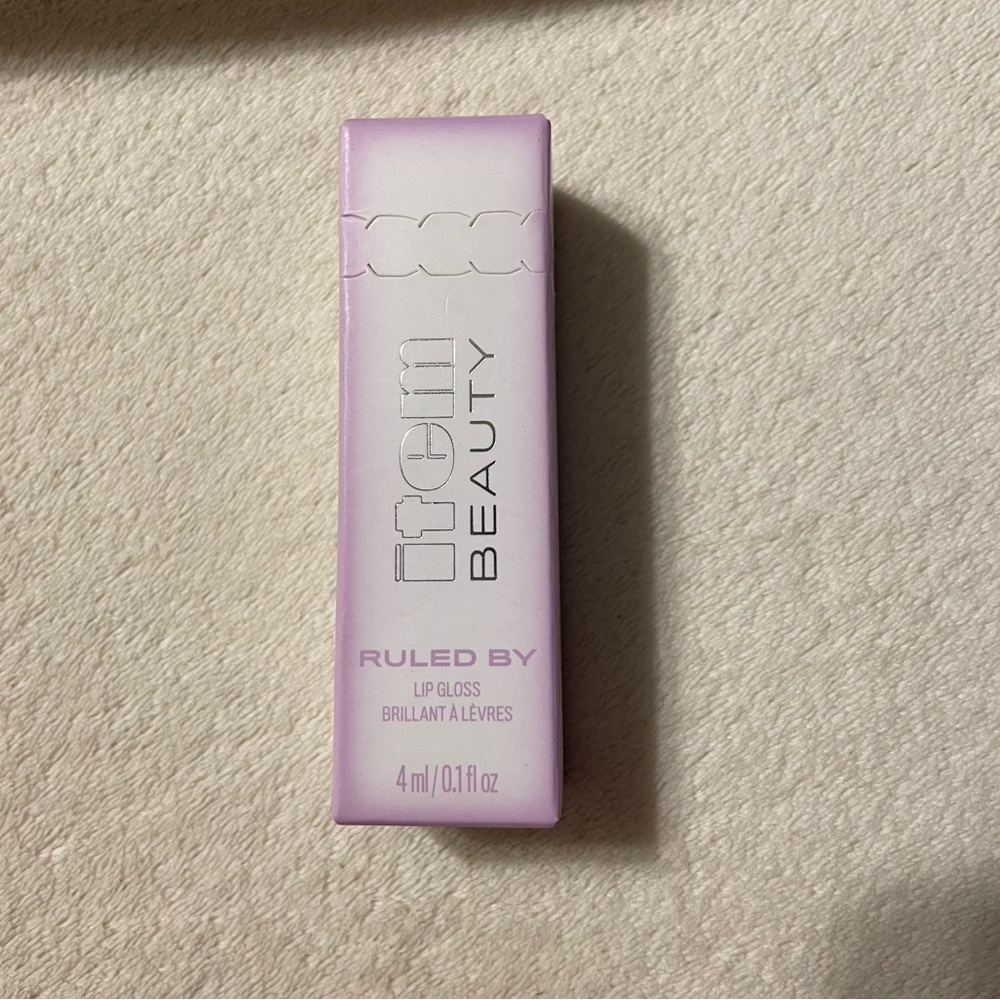 item
BEAUTY
RULED BY
LIP GLOSS
BRILLANT À LÈVRES
4 ml / 0.1 fl oz